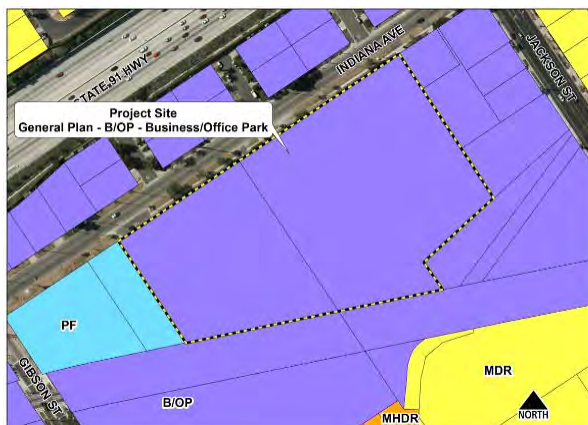 STATE 91 HWY
INDIANA AVE
JACKSON ST
Project Site
General Plan - B/OP - Business/Office Park
PF
GIBSON ST
B/OP
MDR
MHDR
NORTH